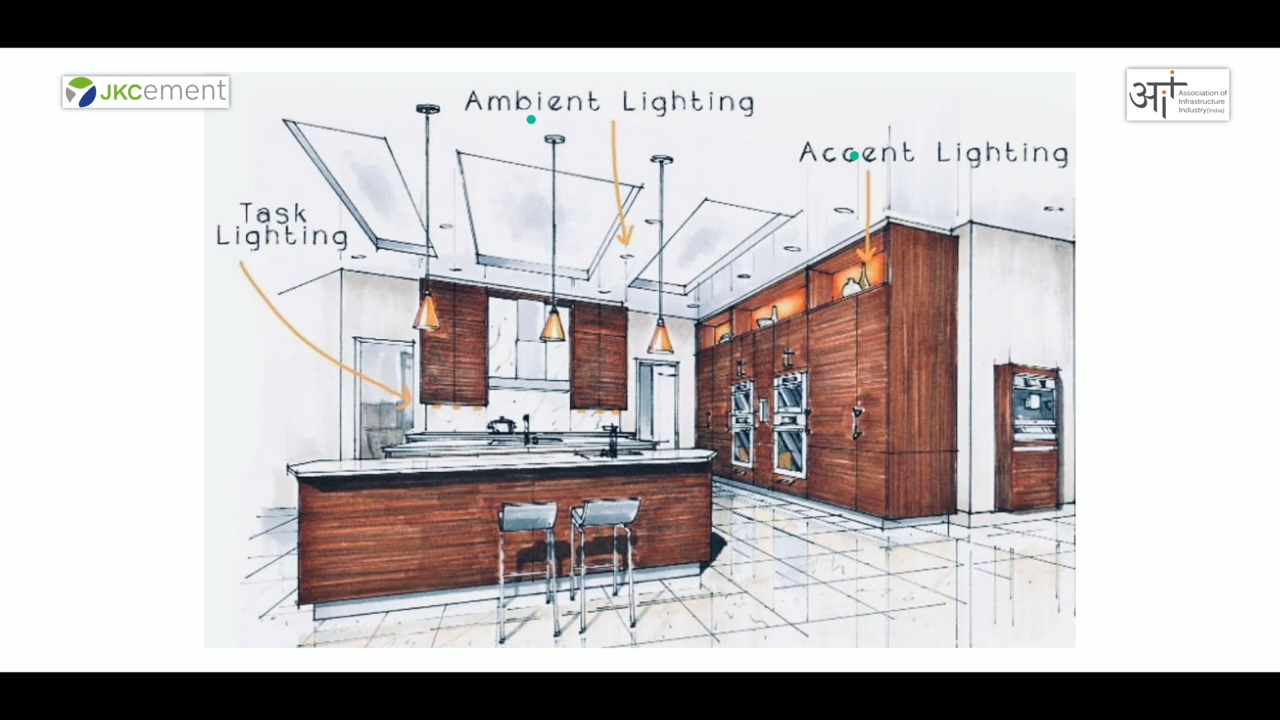 JKCement
Ambient Lighting
Accent Lighting
Task
Lighting
Association of
Infrastructure
Industry(India)